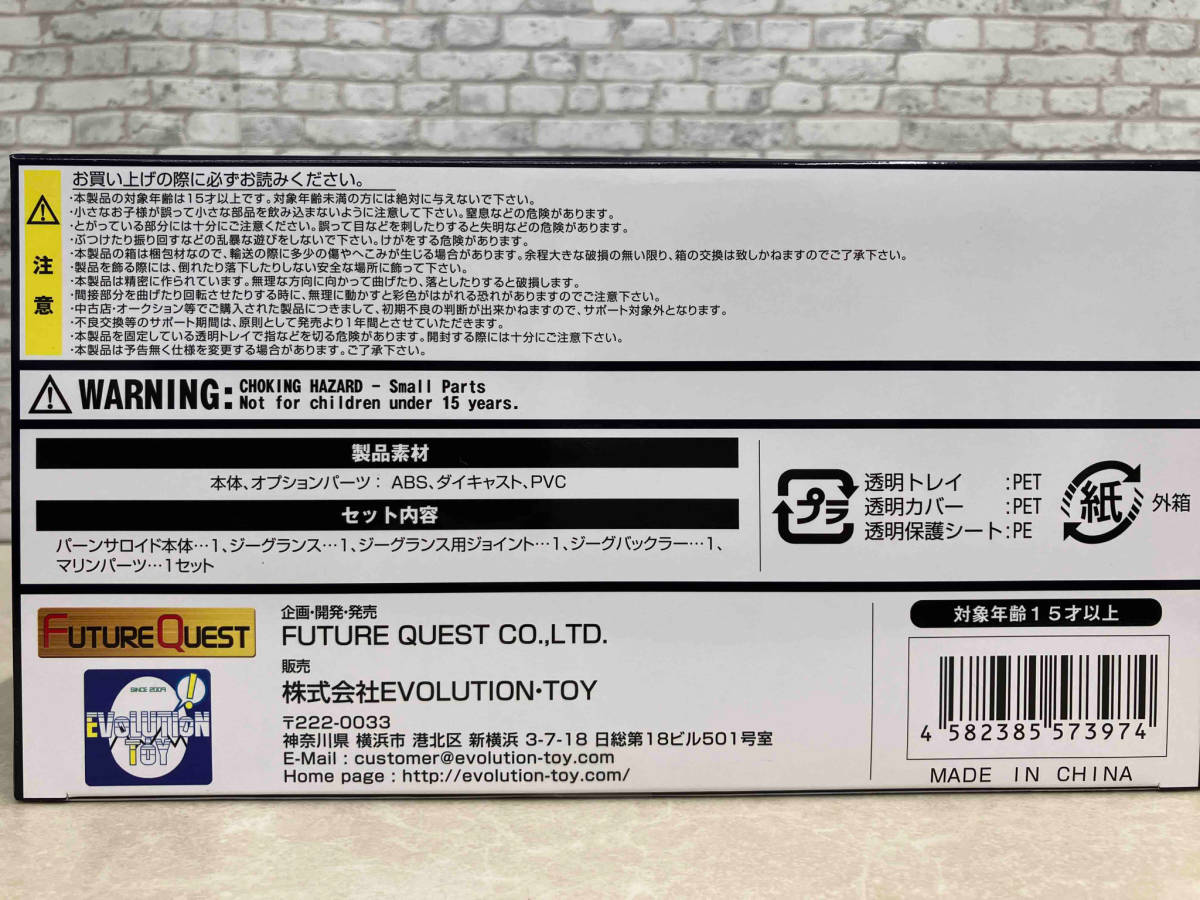 お買い上げの際に必ずお読みください。
・本製品の対象年齢は15才以上です。対象年齢未満の方には絶対に与えないで下さい。
・小さなお子様が誤って小さな部品を飲み込まないように注意して下さい。窒息などの危険があります。
・とがっている部分には十分にご注意ください。誤って目などを刺したりすると失明などの危険があります。
・ぶつけたり振り回すなどの乱暴な遊びをしないで下さい。けがをする危険があります。
・本製品の箱は梱包材なので、輸送の際に多少の傷やへこみが生じる場合があります。余程大きな破損の無い限り、箱の交換は致しかねますのでご了承下さい。
・製品を飾る際には、倒れたり落下したりしない安全な場所に飾って下さい。
・本製品は精密に作られています。無理な方向に向かって曲げたり、落としたりすると破損します。
・間接部分を曲げたり回転させたりする時に、無理に動かすと彩色がはがれる恐れがありますのでご注意下さい。
・中古店・オークション等でご購入された製品につきまして、初期不良の判断が出来かねますので、サポート対象外となります。
・不良交換等のサポート期間は、原則として発売より1年間とさせていただきます。
・本製品を固定している透明トレイで指などを切る危険があります。開封する際には十分にご注意下さい。
・本製品は予告無く仕様を変更する場合があります。ご了承下さい。
注意
WARNING: CHOKING HAZARD - Small Parts
Not for children under 15 years.
製品素材
本体、オプションパーツ: ABS、ダイキャスト、PVC
セット内容
バーンサロイド本体…1、ジーグランス…1、ジーグランス用ジョイント…1、ジーグバックラー…1、
マリンパーツ…1セット
プラ
透明トレイ :PET
透明カバー :PET
透明保護シート:PE
紙 外箱
FUTURE QUEST
企画・開発・発売
FUTURE QUEST CO.,LTD.
SINCE 2009
EVOLUTION!
TOY
販売
株式会社EVOLUTION・TOY
〒222-0033
神奈川県 横浜市 港北区 新横浜 3-7-18 日総第18ビル501号室
E-Mail : customer@evolution-toy.com
Home page : http://evolution-toy.com/
対象年齢15才以上
4 582385 573974
MADE IN CHINA